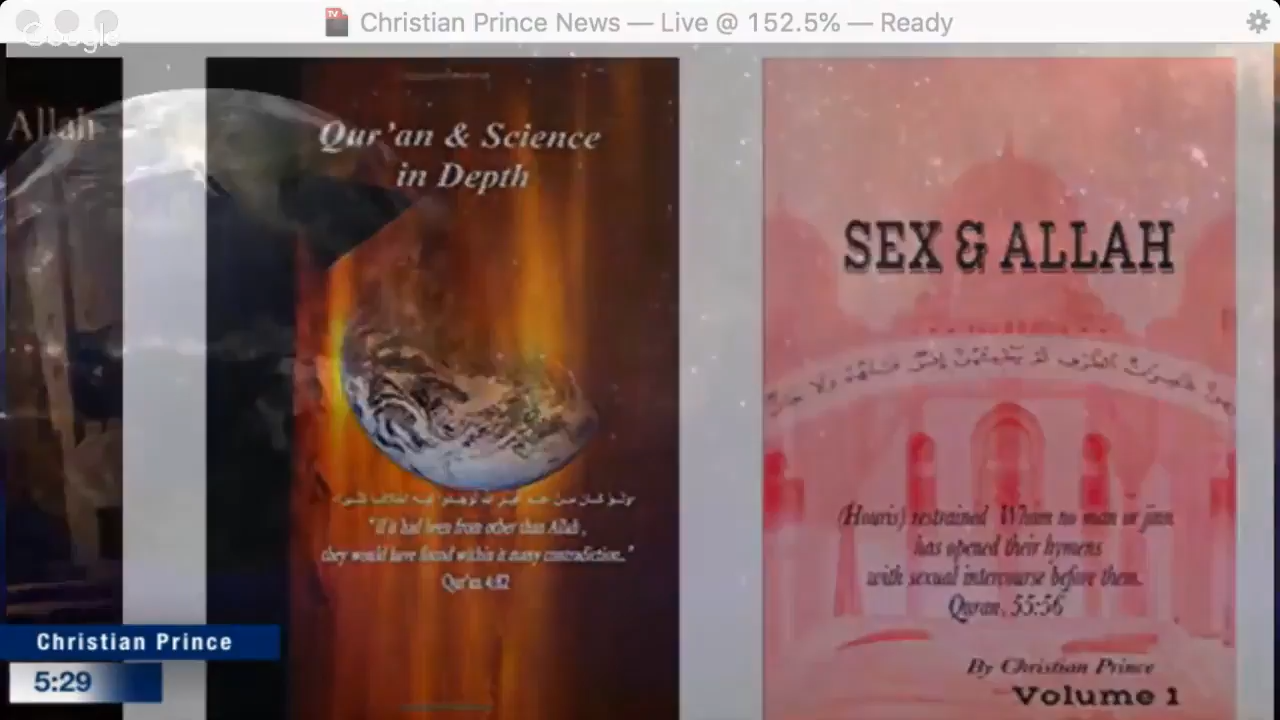 Christian Prince News — Live @ 152.5% — Ready
Google
Allah
Qur'an & Science
in Depth
"If it had been from other than Allah,
they would have found within it many contradiction.."
Qur'an 4:82
SEX & ALLAH
(Houris) restrained Whom no man or jinn
has opened their hymens
with sexual intercourse before them.
Quran, 55:56
By Christian Prince
Volume 1
Christian Prince
5:29